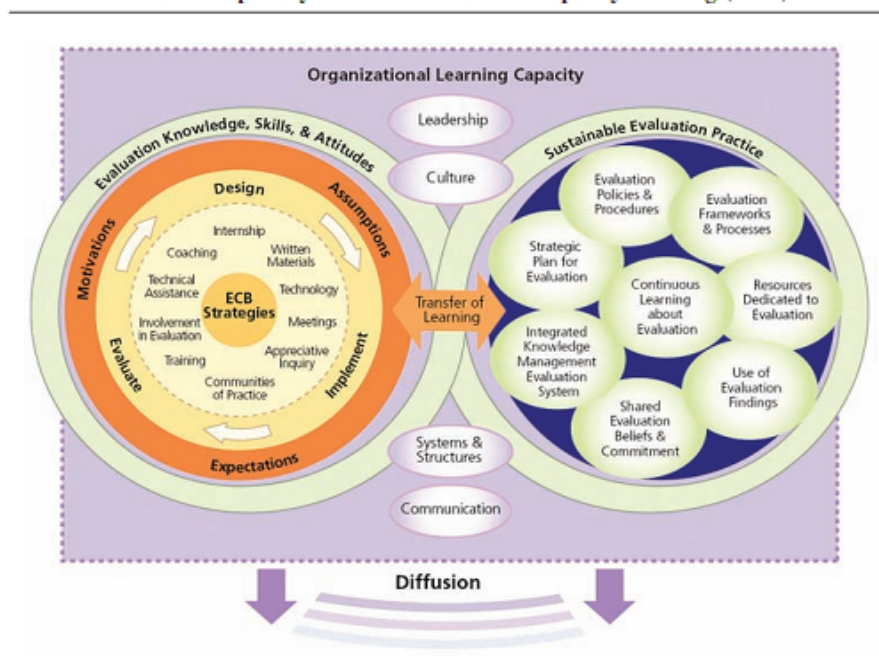 Organizational Learning Capacity
Leadership
Culture
Evaluation Knowledge, Skills, & Attitudes
Motivations
Assumptions
Expectations
Design
Implement
Evaluate
ECB
Strategies
Internship
Written
Materials
Technology
Meetings
Appreciative
Inquiry
Communities
of Practice
Training
Involvement
in Evaluation
Technical
Assistance
Coaching
Transfer of
Learning
Sustainable Evaluation Practice
Evaluation
Policies &
Procedures
Evaluation
Frameworks
& Processes
Strategic
Plan for
Evaluation
Continuous
Learning
about
Evaluation
Resources
Dedicated to
Evaluation
Integrated
Knowledge
Management
Evaluation
System
Use of
Evaluation
Findings
Shared
Evaluation
Beliefs &
Commitment
Systems &
Structures
Communication
Diffusion